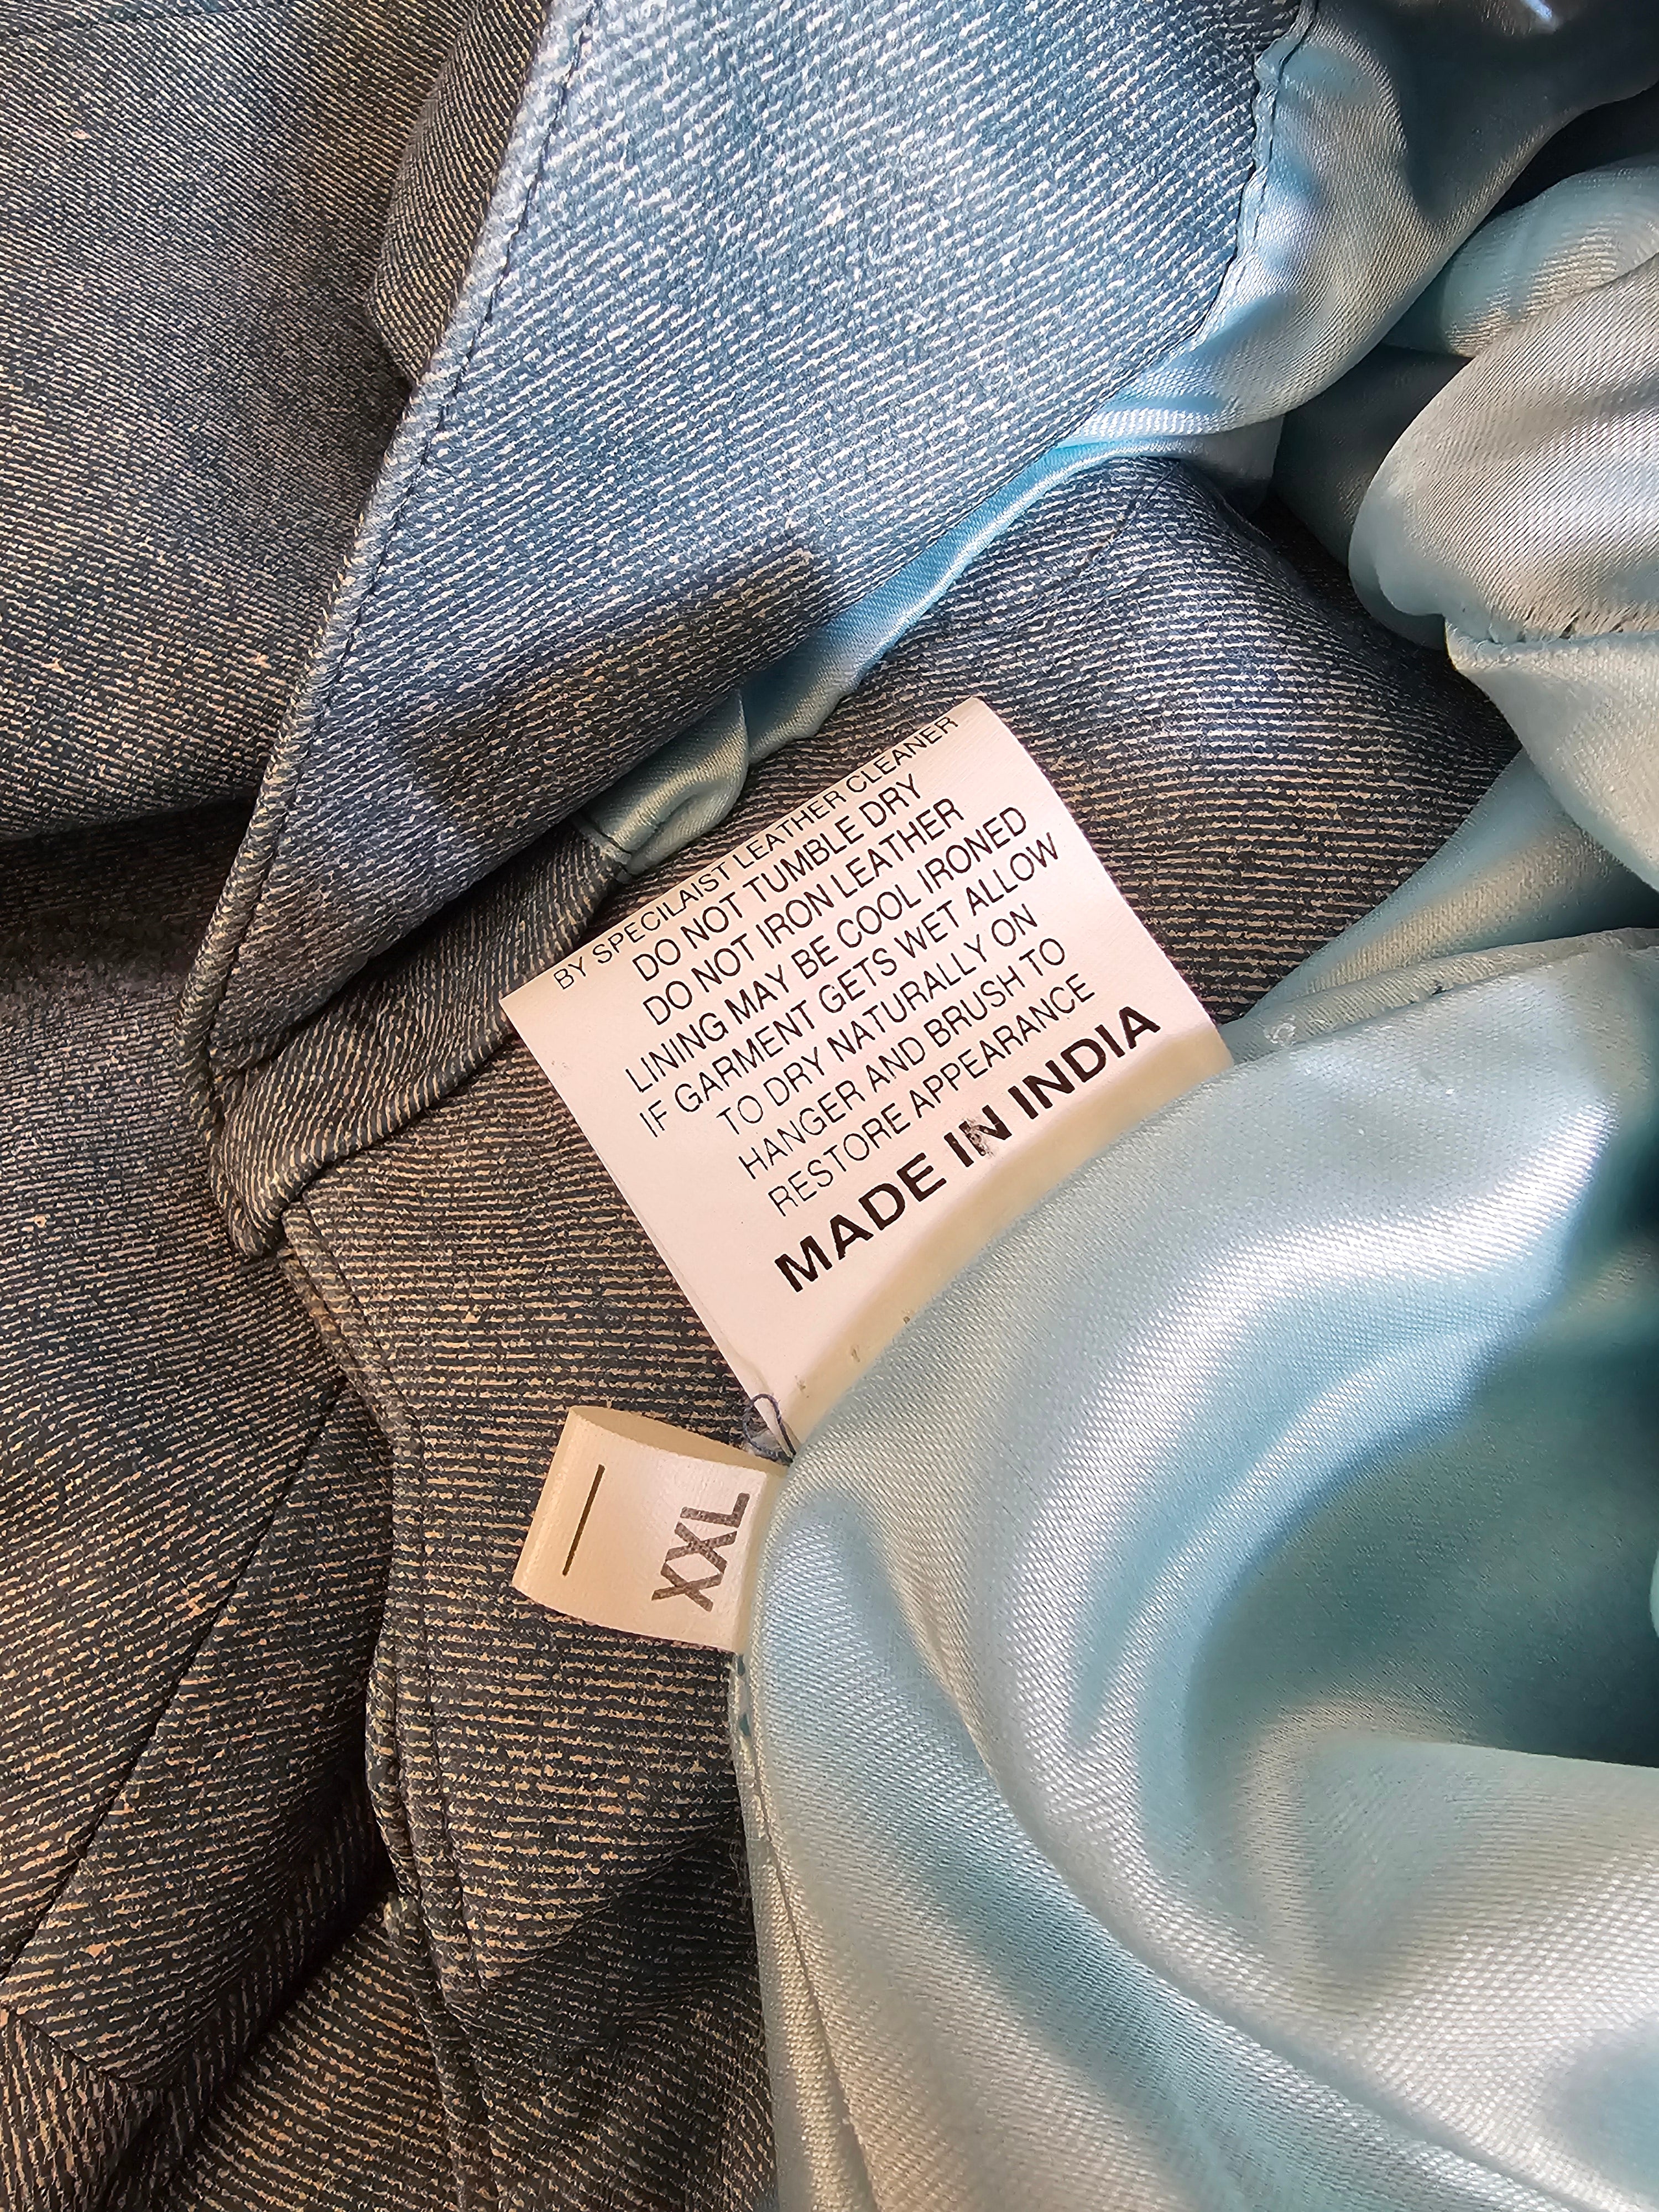 BY SPECILAIST LEATHER CLEANER
DO NOT TUMBLE DRY
DO NOT IRON LEATHER
LINING MAY BE COOL IRONED
IF GARMENT GETS WET ALLOW
TO DRY NATURALLY ON
HANGER AND BRUSH TO
RESTORE APPEARANCE
MADE IN INDIA
XXL